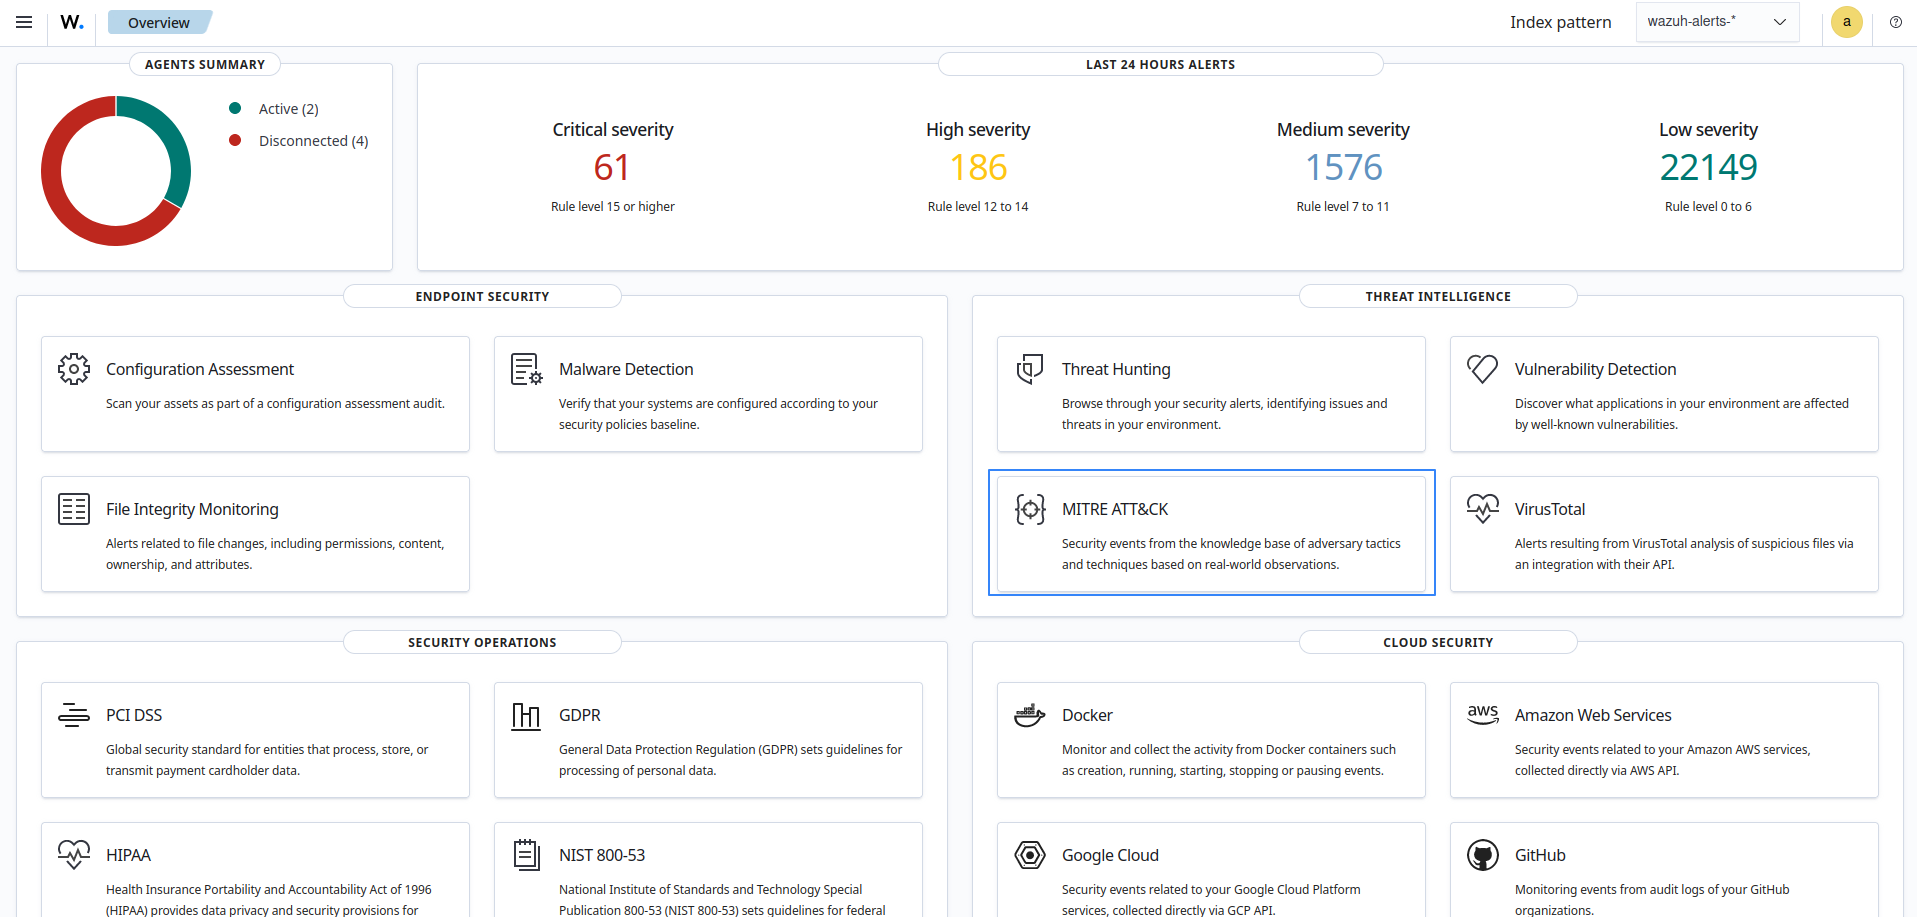 W.
Overview
Index pattern
wazuh-alerts-*
a
AGENTS SUMMARY
Active (2)
Disconnected (4)
LAST 24 HOURS ALERTS
Critical severity
61
Rule level 15 or higher
High severity
186
Rule level 12 to 14
Medium severity
1576
Rule level 7 to 11
Low severity
22149
Rule level 0 to 6
ENDPOINT SECURITY
Configuration Assessment
Scan your assets as part of a configuration assessment audit.
Malware Detection
Verify that your systems are configured according to your
security policies baseline.
File Integrity Monitoring
Alerts related to file changes, including permissions, content,
ownership, and attributes.
THREAT INTELLIGENCE
Threat Hunting
Browse through your security alerts, identifying issues and
threats in your environment.
Vulnerability Detection
Discover what applications in your environment are affected
by well-known vulnerabilities.
MITRE ATT&CK
Security events from the knowledge base of adversary tactics
and techniques based on real-world observations.
VirusTotal
Alerts resulting from VirusTotal analysis of suspicious files via
an integration with their API.
SECURITY OPERATIONS
PCI DSS
Global security standard for entities that process, store, or
transmit payment cardholder data.
GDPR
General Data Protection Regulation (GDPR) sets guidelines for
processing of personal data.
HIPAA
Health Insurance Portability and Accountability Act of 1996
(HIPAA) provides data privacy and security provisions for
NIST 800-53
National Institute of Standards and Technology Special
Publication 800-53 (NIST 800-53) sets guidelines for federal
CLOUD SECURITY
Docker
Monitor and collect the activity from Docker containers such
as creation, running, starting, stopping or pausing events.
aws
Amazon Web Services
Security events related to your Amazon AWS services,
collected directly via AWS API.
Google Cloud
Security events related to your Google Cloud Platform
services, collected directly via GCP API.
GitHub
Monitoring events from audit logs of your GitHub
organizations.